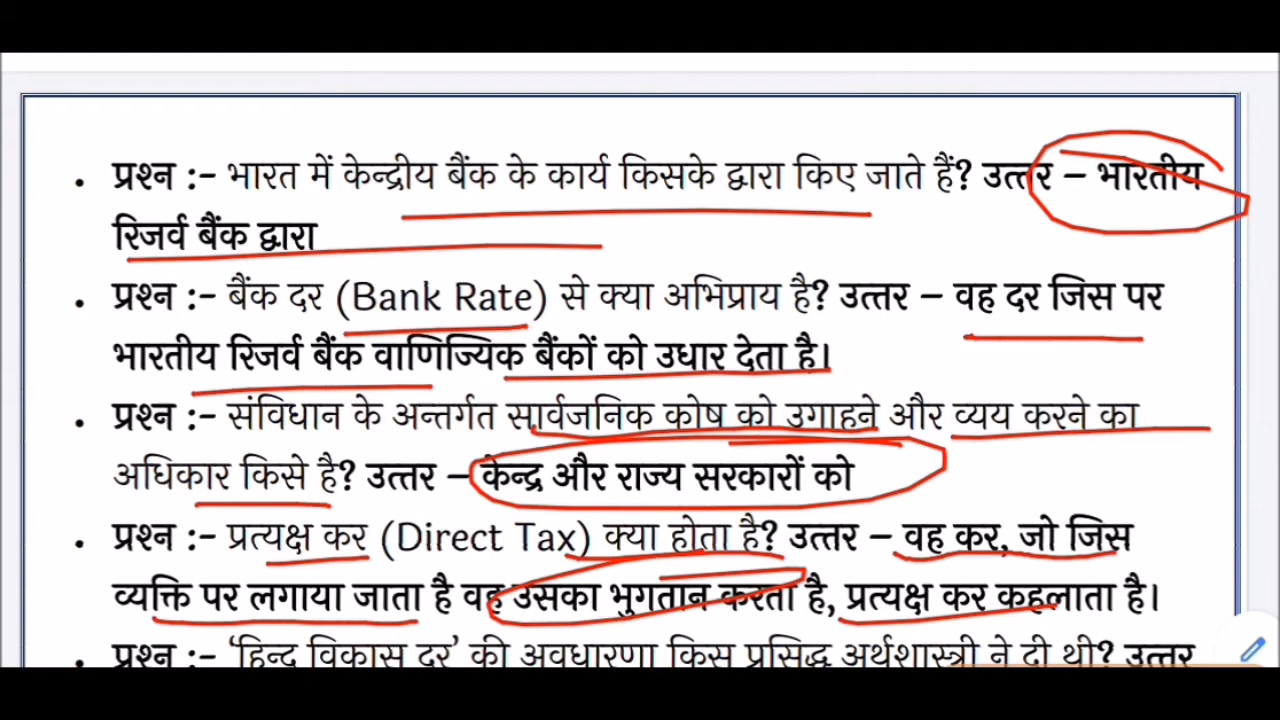 • प्रश्न :- भारत में केन्द्रीय बैंक के कार्य किसके द्वारा किए जाते हैं? उत्तर – भारतीय
रिजर्व बैंक द्वारा
• प्रश्न :- बैंक दर (Bank Rate) से क्या अभिप्राय है? उत्तर – वह दर जिस पर
भारतीय रिजर्व बैंक वाणिज्यिक बैंकों को उधार देता है।
• प्रश्न :- संविधान के अन्तर्गत सार्वजनिक कोष को उगाहने और व्यय करने का
अधिकार किसे है? उत्तर – केन्द्र और राज्य सरकारों को
• प्रश्न :- प्रत्यक्ष कर (Direct Tax) क्या होता है? उत्तर – वह कर, जो जिस
व्यक्ति पर लगाया जाता है वह उसका भुगतान करता है, प्रत्यक्ष कर कहलाता है।
• प्रश्न :- ‘हिन्दू विकास दर’ की अवधारणा किस प्रसिद्ध अर्थशास्त्री ने दी थी? उत्तर